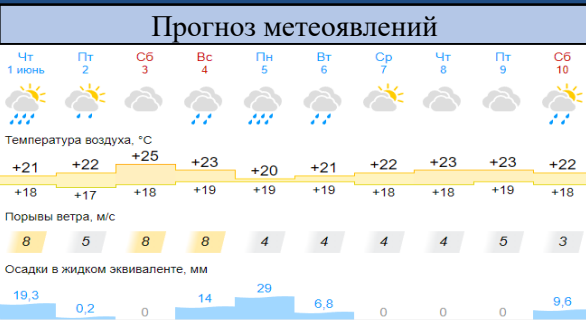 Прогноз метеоявлений
Чт Пт Сб Вс Пн Вт Ср Чт Пт Сб
1 июнь 2 3 4 5 6 7 8 9 10
Температура воздуха, °C
+21 +22 +25 +23 +20 +21 +22 +23 +23 +22
+18 +17 +18 +19 +19 +19 +18 +18 +19 +18
Порывы ветра, м/с
8 5 8 8 4 4 4 4 5 3
Осадки в жидком эквиваленте, мм
19,3 0,2 0 14 29 6,8 0 0 0 9,6